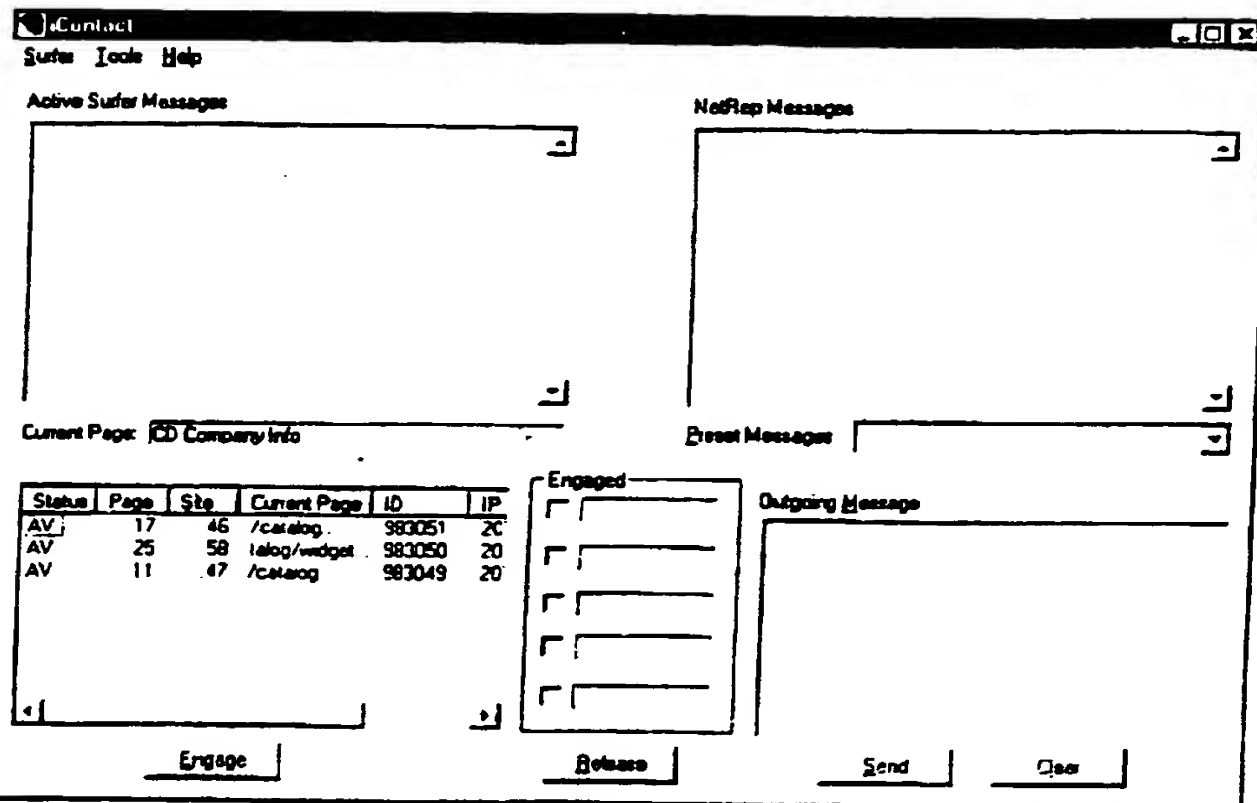 iContact
Surfer Tools Help
Active Surfer Messages
NetRep Messages
Current Page: CD Company Info
Preset Messages
Status Page Site Current Page ID IP
AV 17 46 /catalog.. 983051 20
AV 25 58 talog/widget.. 983050 20
AV 11 47 /catalog 983049 20
Engaged
Outgoing Message
Engage
Release
Send
Clear